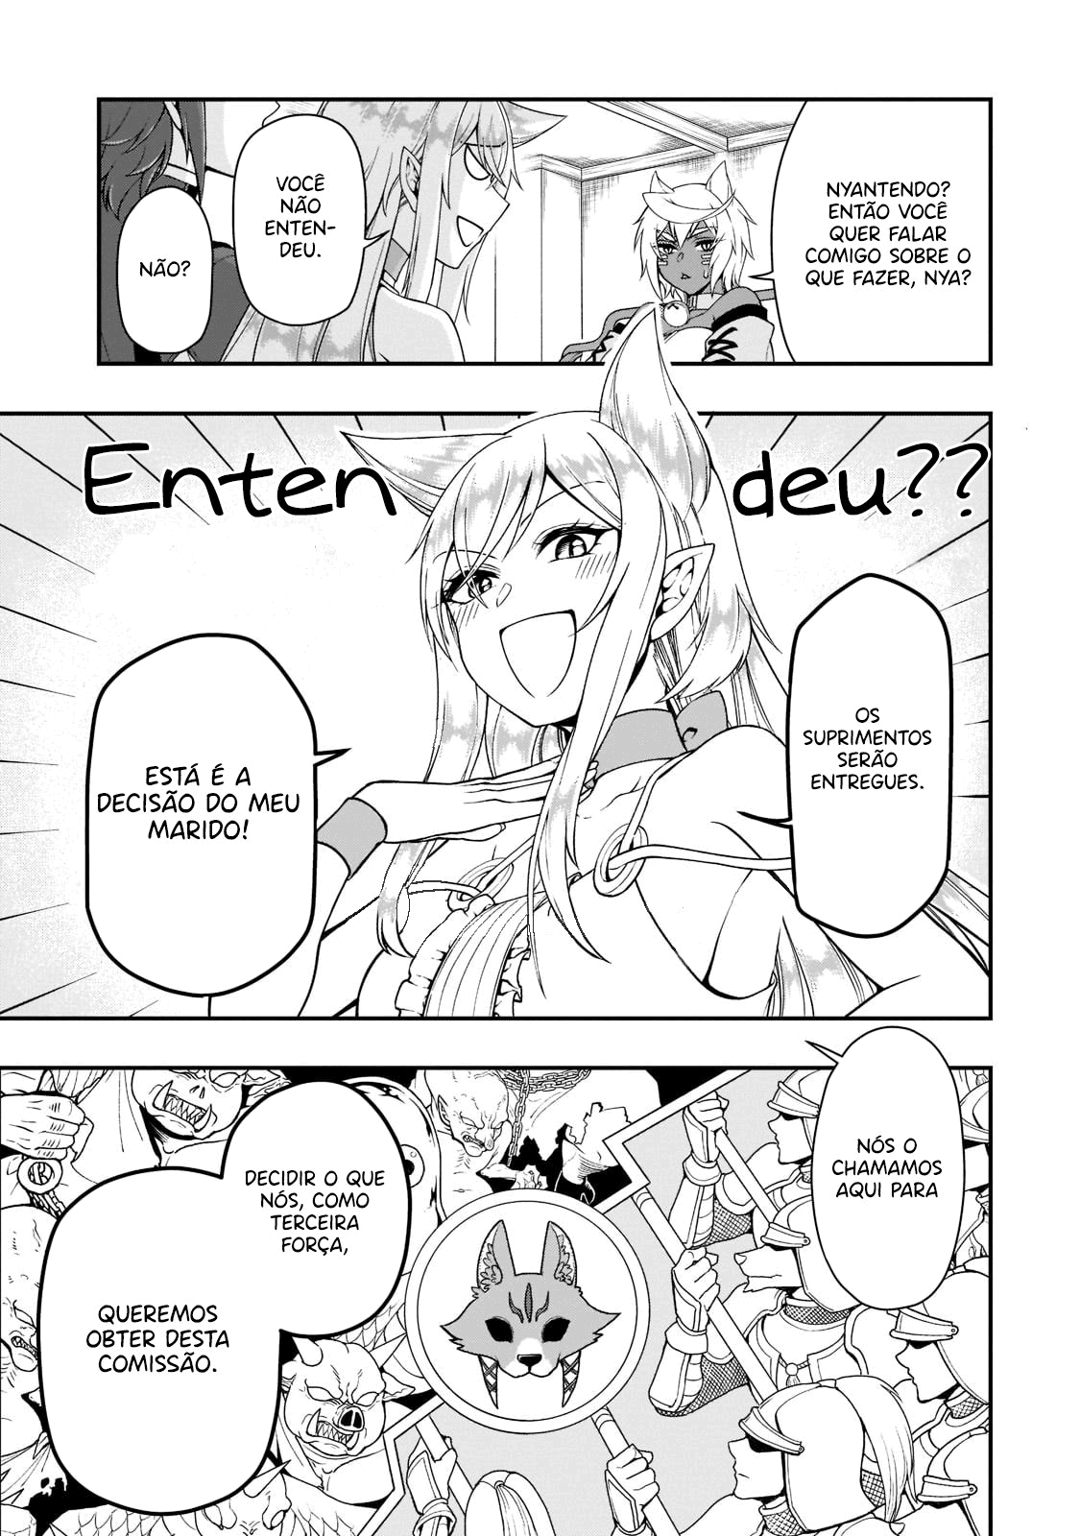 NYANTENDO?
ENTÃO VOCÊ
QUER FALAR
COMIGO SOBRE O
QUE FAZER, NYA?
VOCÊ
NÃO
ENTEN-
DEU.
NÃO?
Enten deu??
OS
SUPRIMENTOS
SERÃO
ENTREGUES.
ESTÁ É A
DECISÃO DO MEU
MARIDO!
NÓS O
CHAMAMOS
AQUI PARA
DECIDIR O QUE
NÓS, COMO
TERCEIRA
FORÇA,
QUEREMOS
OBTER DESTA
COMISSÃO.